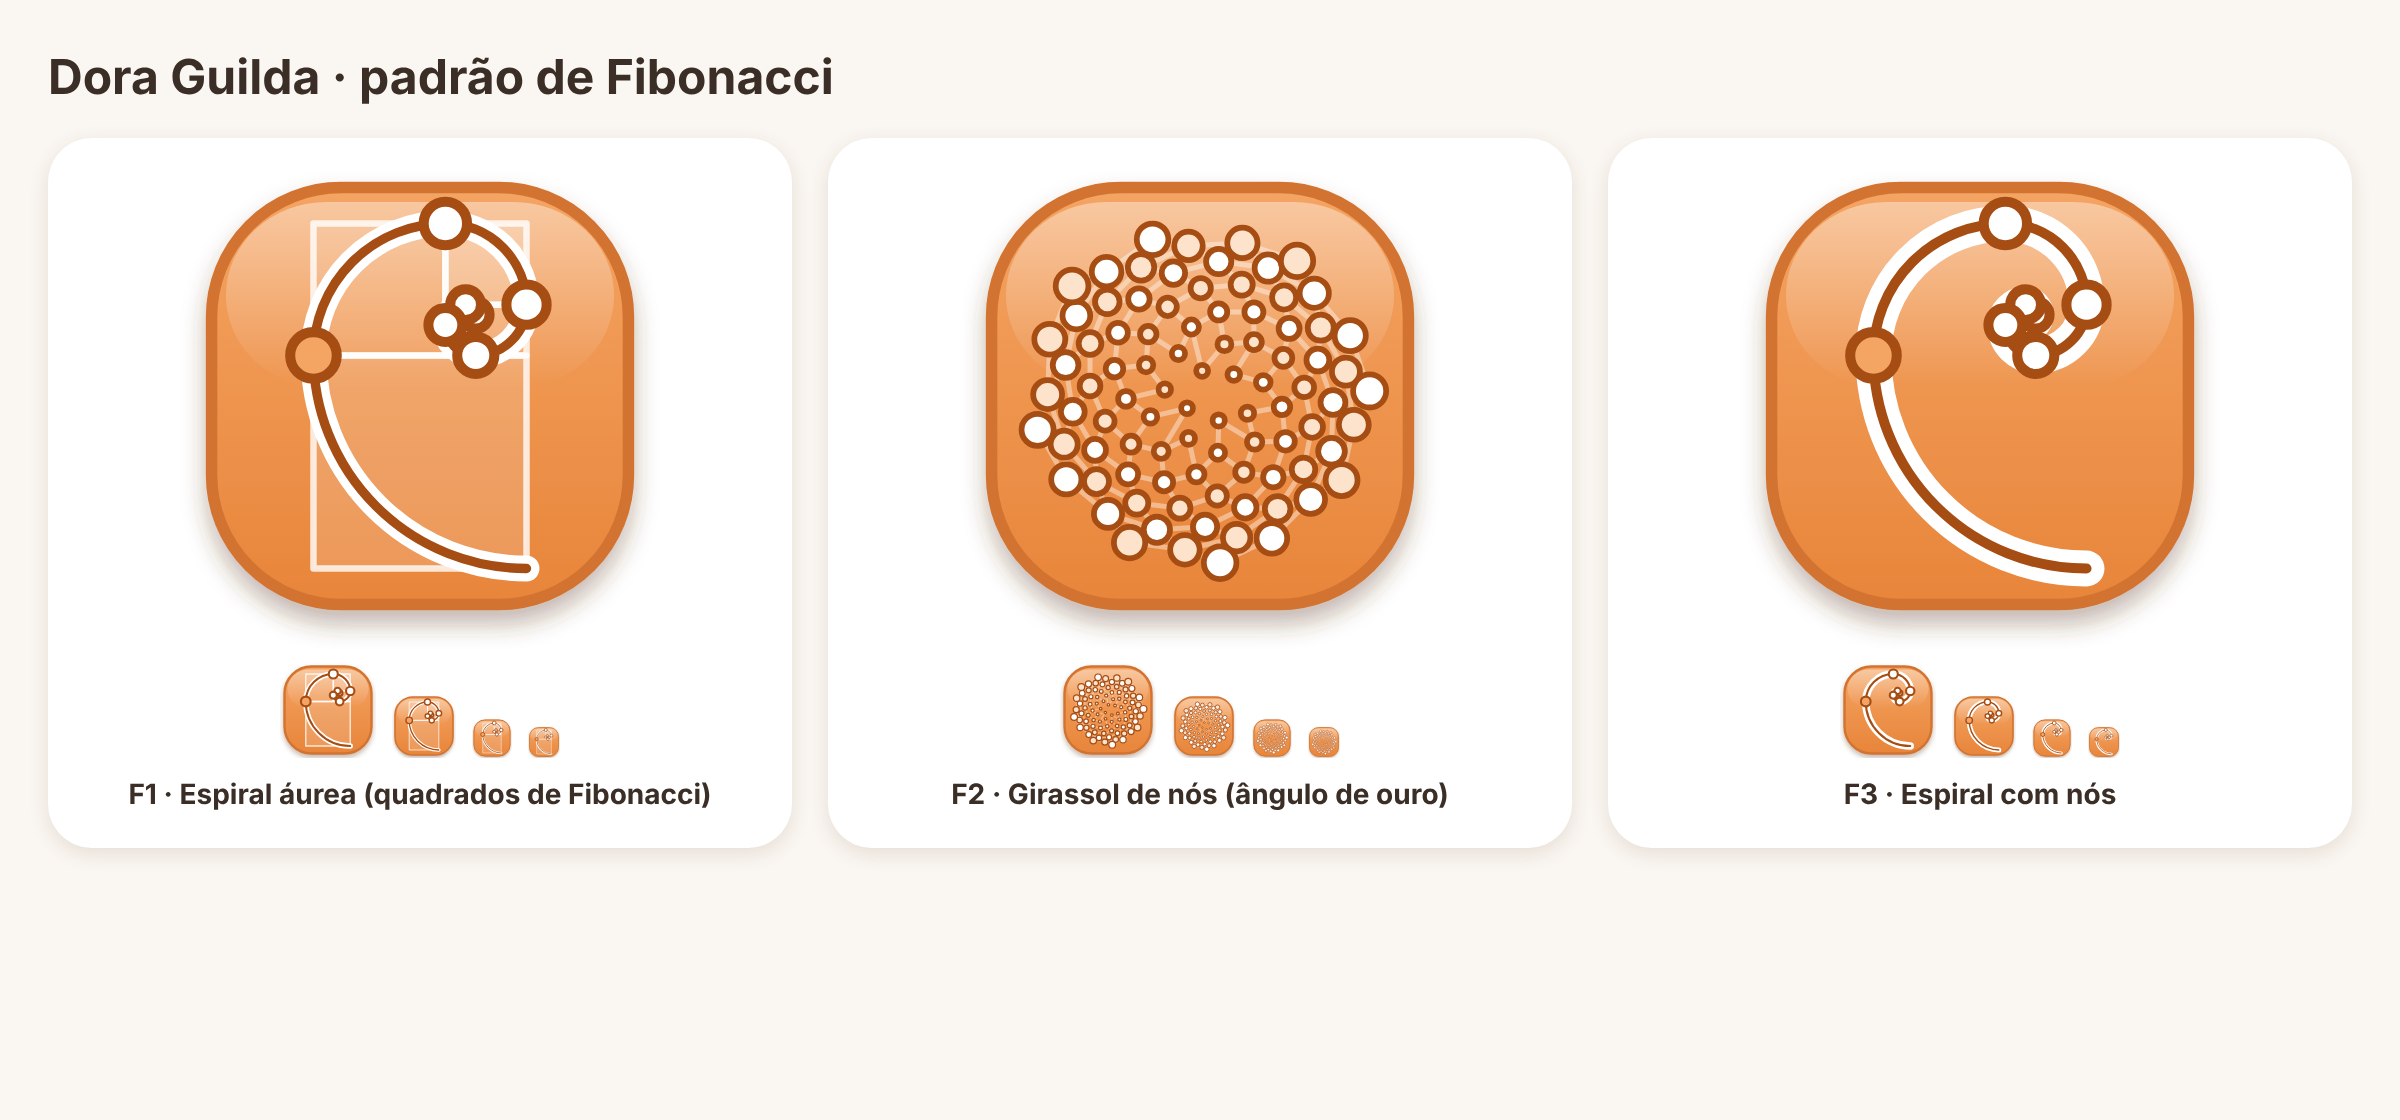 Dora Guilda · padrão de Fibonacci
F1 · Espiral áurea (quadrados de Fibonacci)
F2 · Girassol de nós (ângulo de ouro)
F3 · Espiral com nós